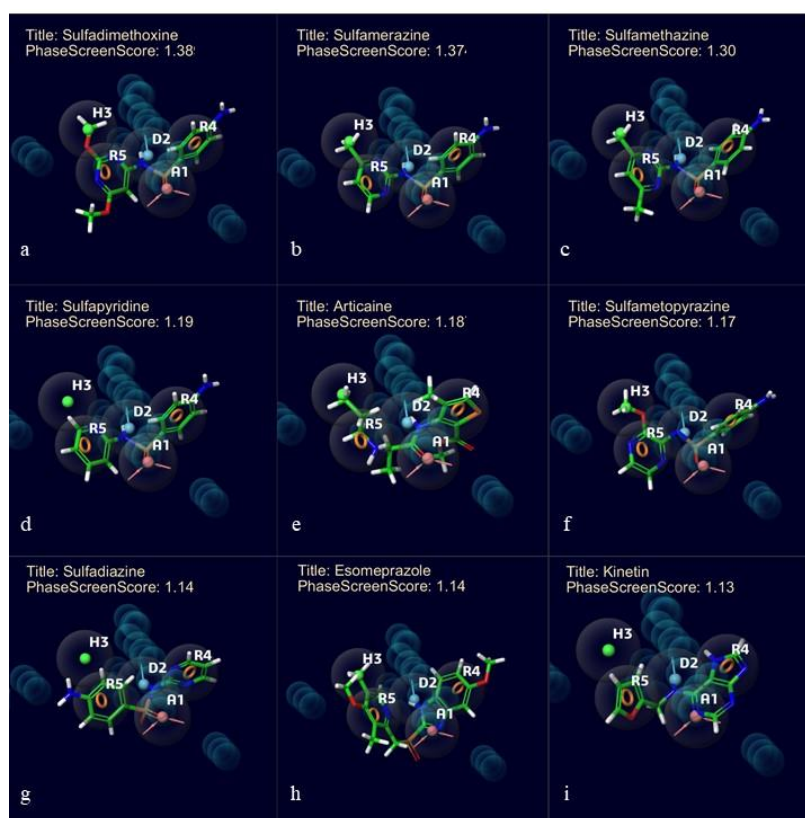 Title: Sulfadimethoxine
PhaseScreenScore: 1.38
H3
D2
R4
R5
A1
a
Title: Sulfamerazine
PhaseScreenScore: 1.37
H3
D2
R4
R5
A1
b
Title: Sulfamethazine
PhaseScreenScore: 1.30
H3
D2
R4
R5
A1
c
Title: Sulfapyridine
PhaseScreenScore: 1.19
H3
D2
R4
R5
A1
d
Title: Articaine
PhaseScreenScore: 1.18
H3
R4
D2
R5
A1
e
Title: Sulfametopyrazine
PhaseScreenScore: 1.17
H3
D2
R4
R5
A1
f
Title: Sulfadiazine
PhaseScreenScore: 1.14
H3
D2
R4
R5
A1
g
Title: Esomeprazole
PhaseScreenScore: 1.14
H3
D2
R4
R5
A1
h
Title: Kinetin
PhaseScreenScore: 1.13
H3
D2
R4
R5
A1
i